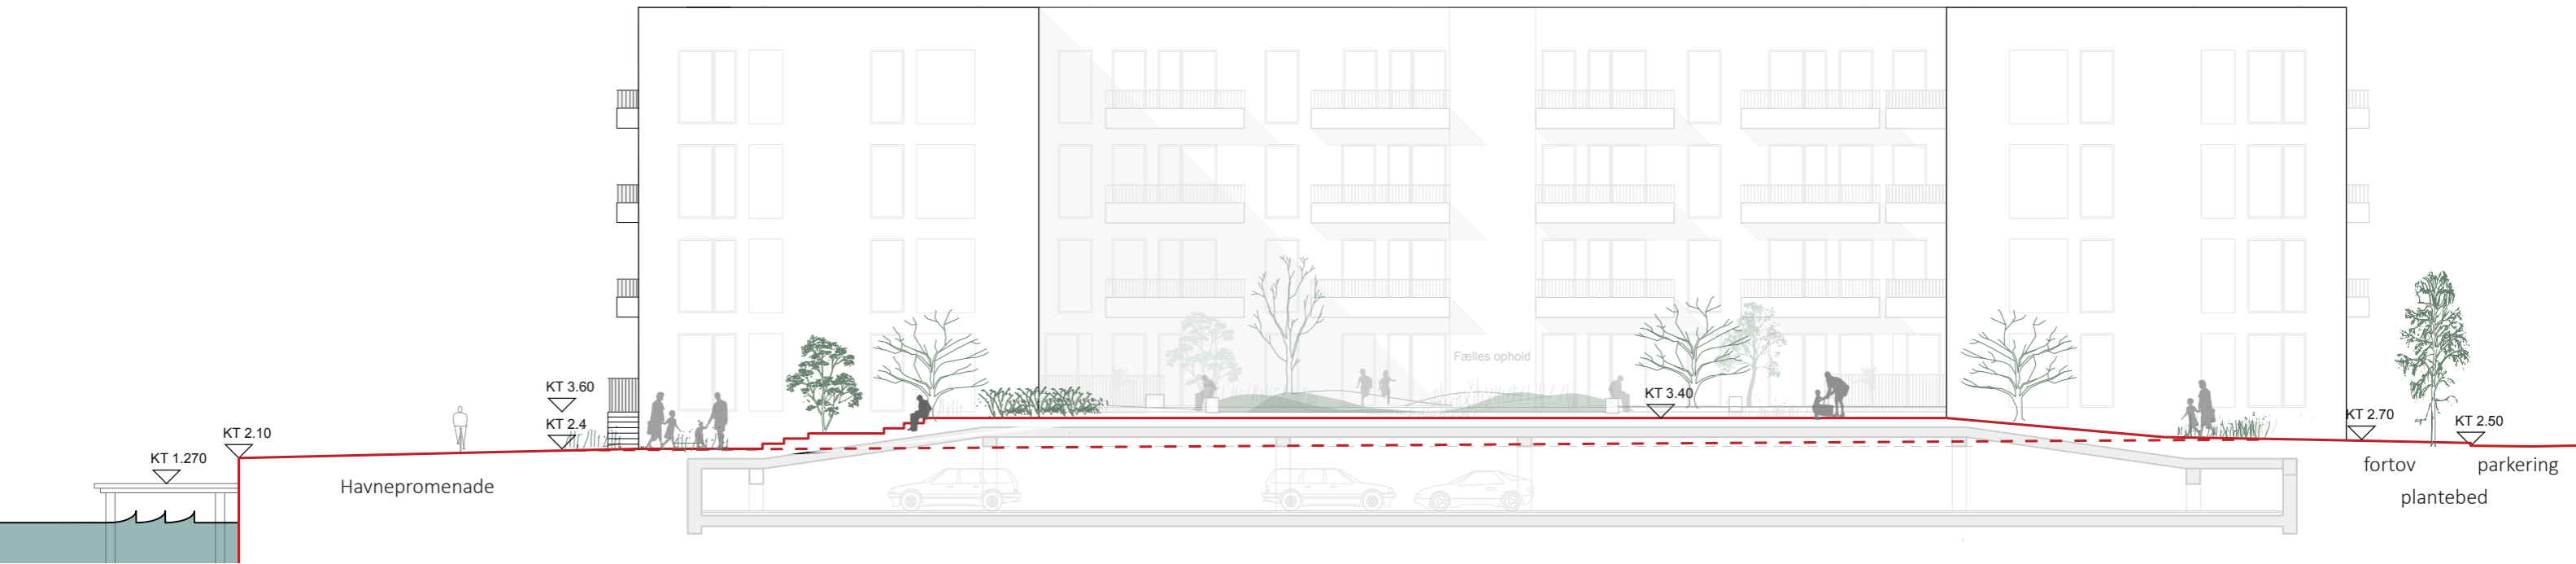 Fælles ophold
KT 3.60
KT 3.40
KT 2.4
KT 2.10
KT 2.70
KT 2.50
KT 1.270
fortov
parkering
Havnepromenade
plantebed